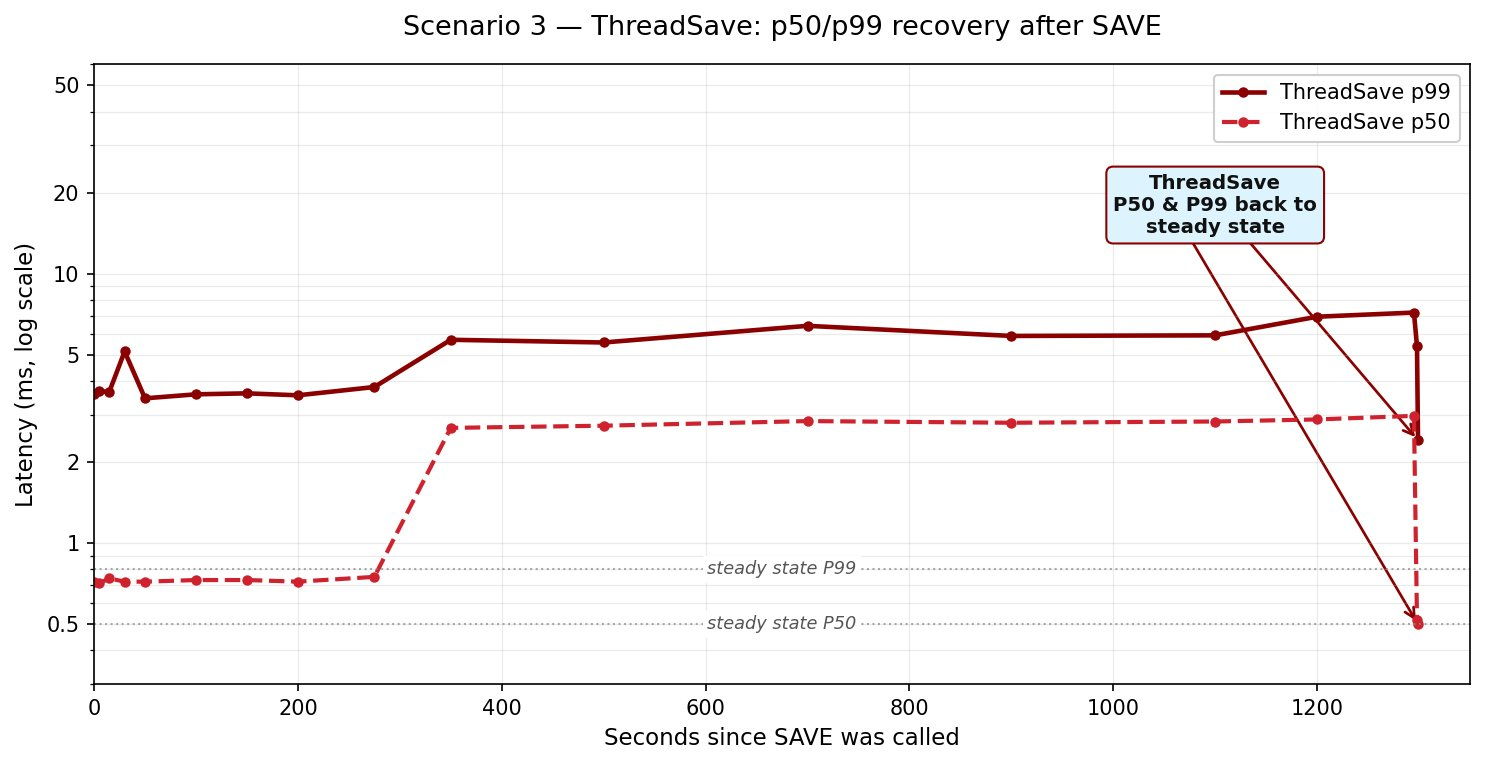 Scenario 3 — ThreadSave: p50/p99 recovery after SAVE
ThreadSave p99
ThreadSave p50
ThreadSave
P50 & P99 back to
steady state
steady state P99
steady state P50
Latency (ms, log scale)
50
20
10
5
2
1
0.5
0
200
400
600
800
1000
1200
Seconds since SAVE was called